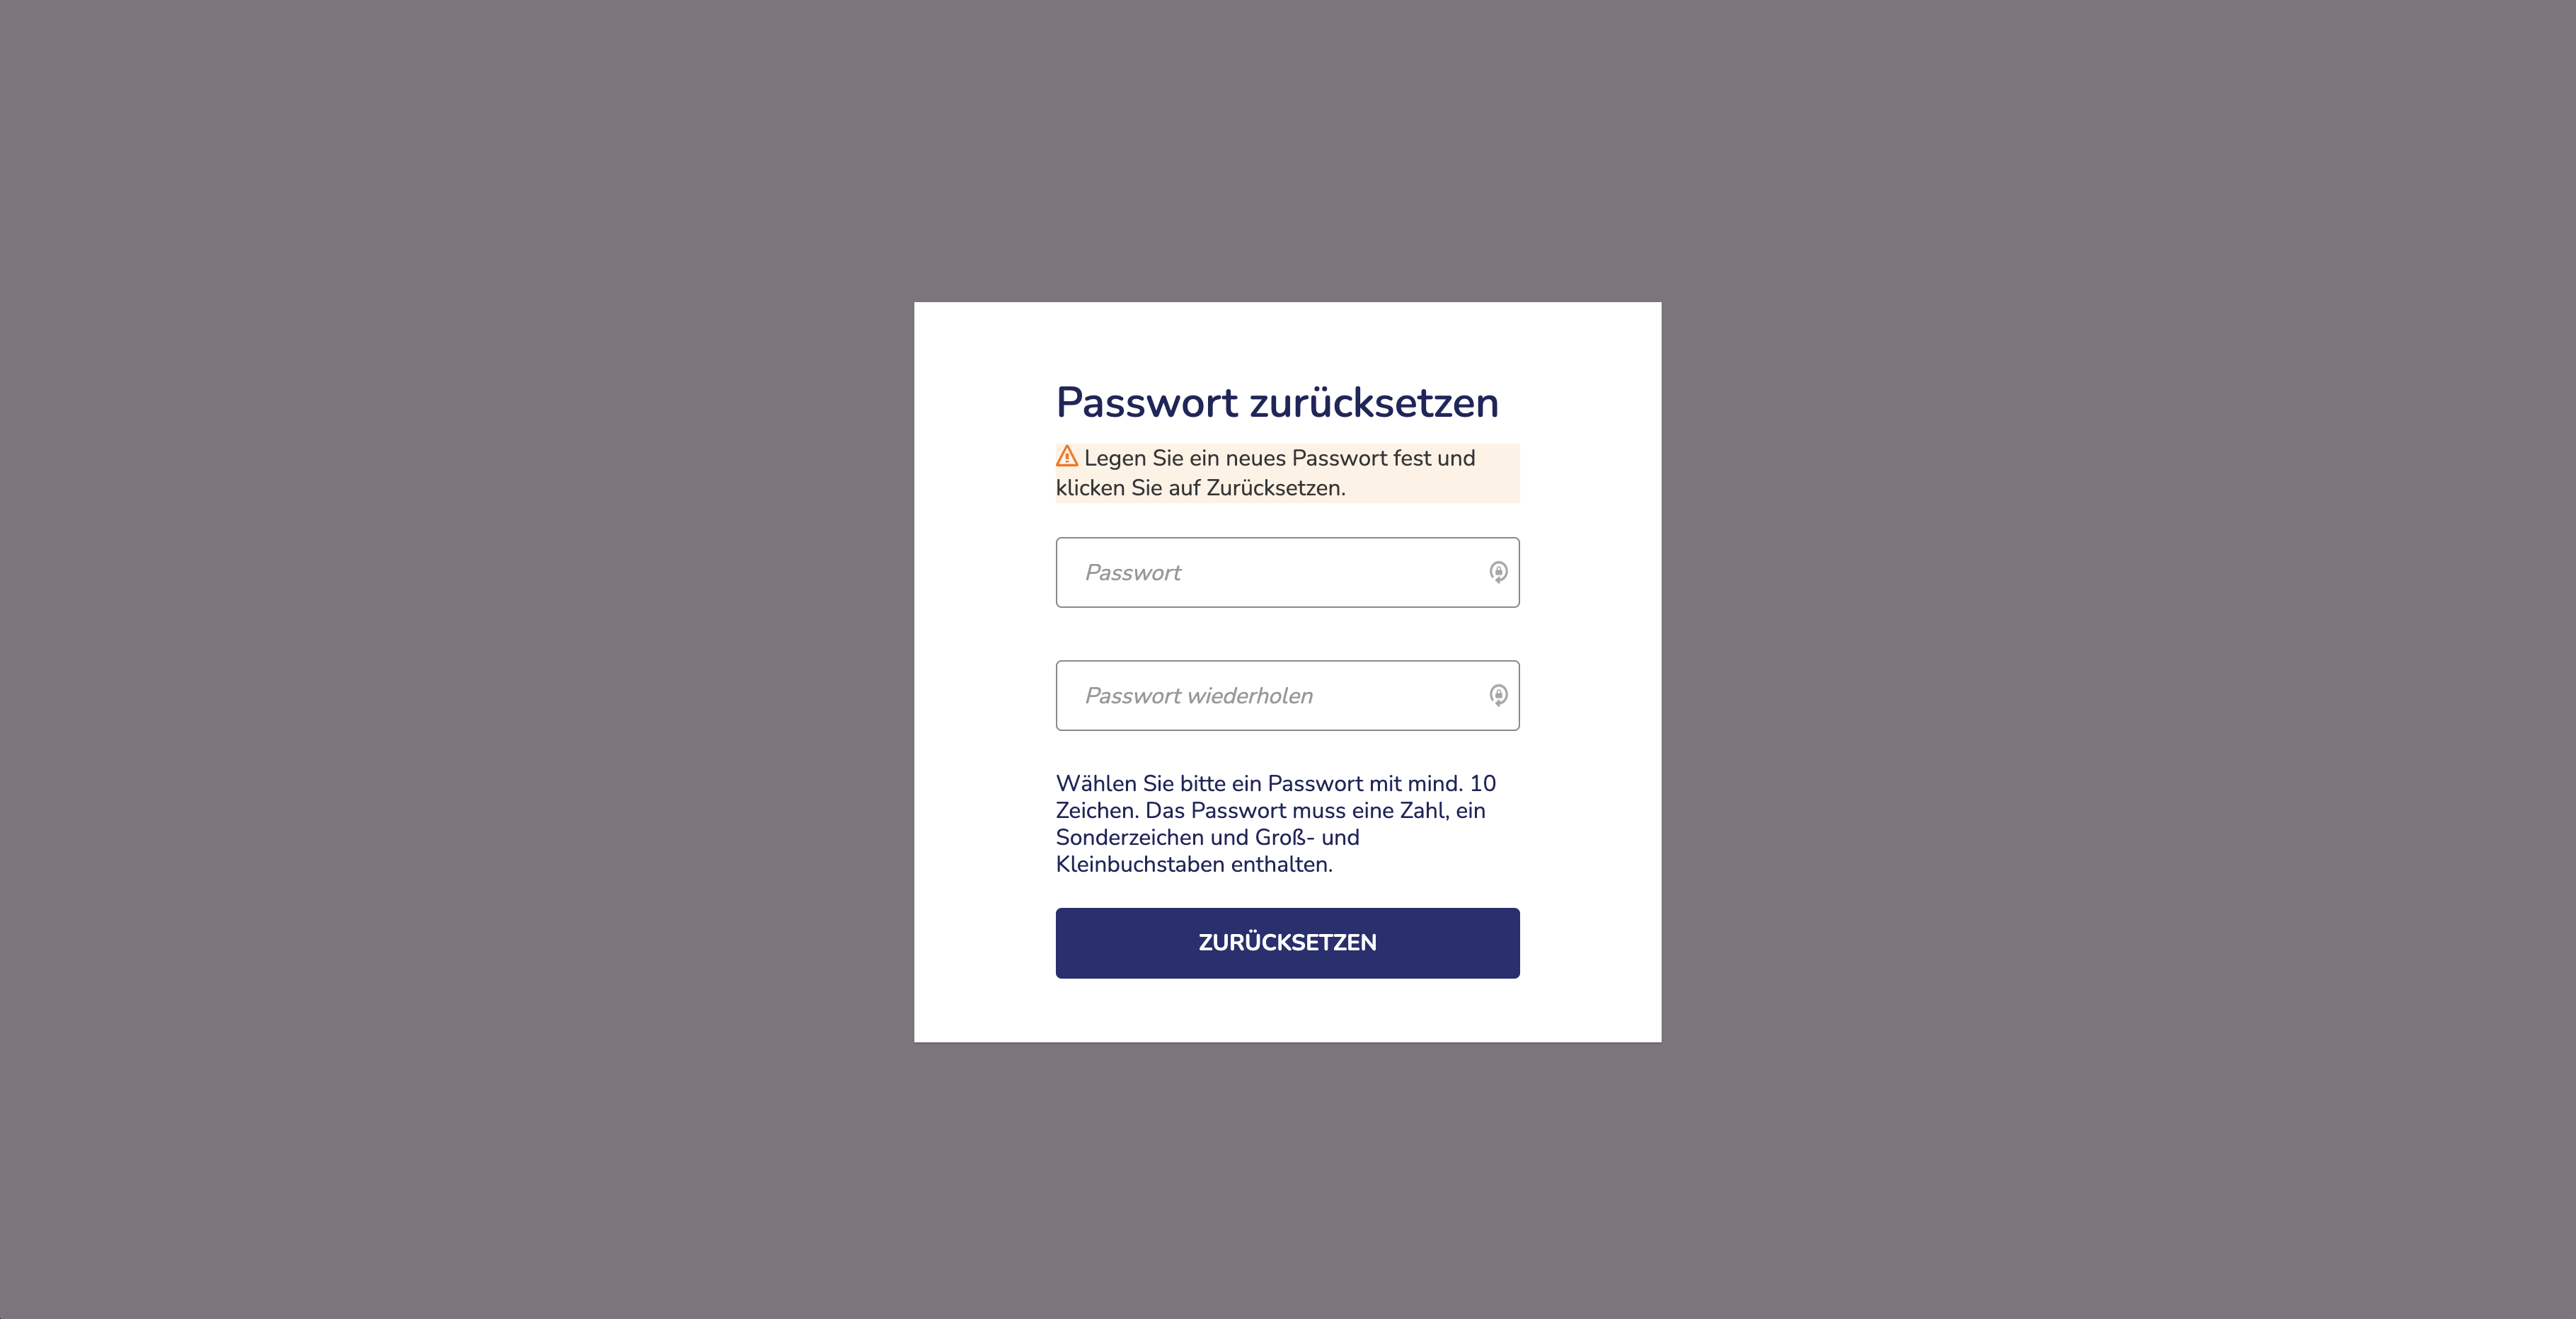 Passwort zurücksetzen
Legen Sie ein neues Passwort fest und
klicken Sie auf Zurücksetzen.
Passwort
Passwort wiederholen
Wählen Sie bitte ein Passwort mit mind. 10
Zeichen. Das Passwort muss eine Zahl, ein
Sonderzeichen und Groß- und
Kleinbuchstaben enthalten.
ZURÜCKSETZEN